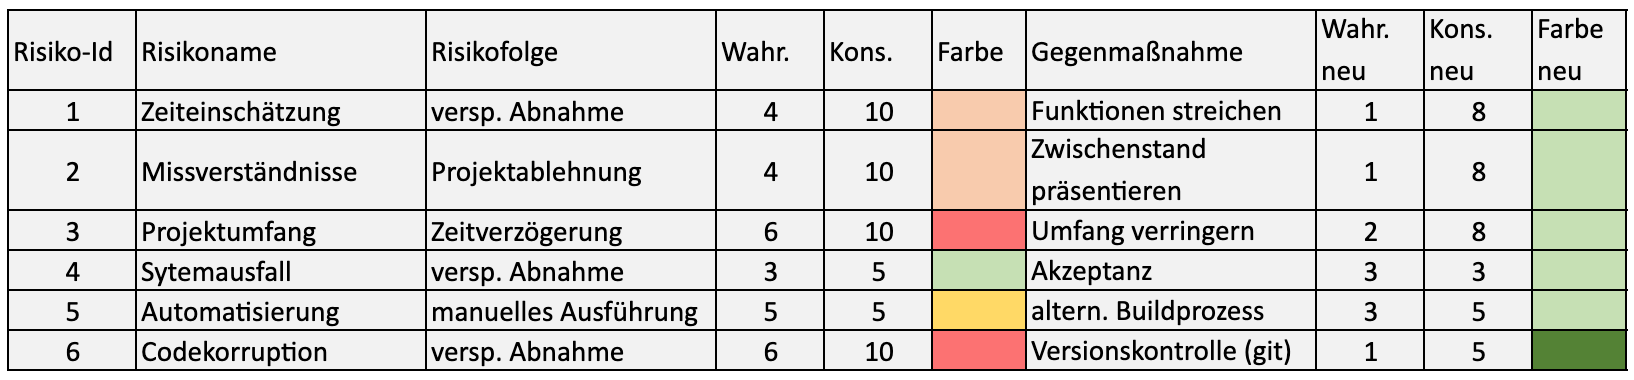 Risiko-Id Risikoname Risikofolge Wahr. Kons. Farbe Gegenmaßnahme Wahr. neu Kons. neu Farbe neu
1 Zeiteinschätzung versp. Abnahme 4 10 Funktionen streichen 1 8
2 Missverständnisse Projektablehnung 4 10 Zwischenstand präsentieren 1 8
3 Projektumfang Zeitverzögerung 6 10 Umfang verringern 2 8
4 Sytemausfall versp. Abnahme 3 5 Akzeptanz 3 3
5 Automatisierung manuelles Ausführung 5 5 altern. Buildprozess 3 5
6 Codekorruption versp. Abnahme 6 10 Versionskontrolle (git) 1 5